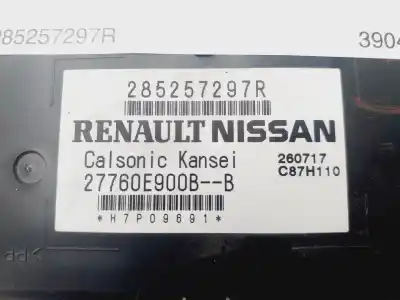 285257297R
3904
285257297R
RENAULT NISSAN
Calsonic Kansei
260717
C87H110
27760E900B--B
*H7P09691*